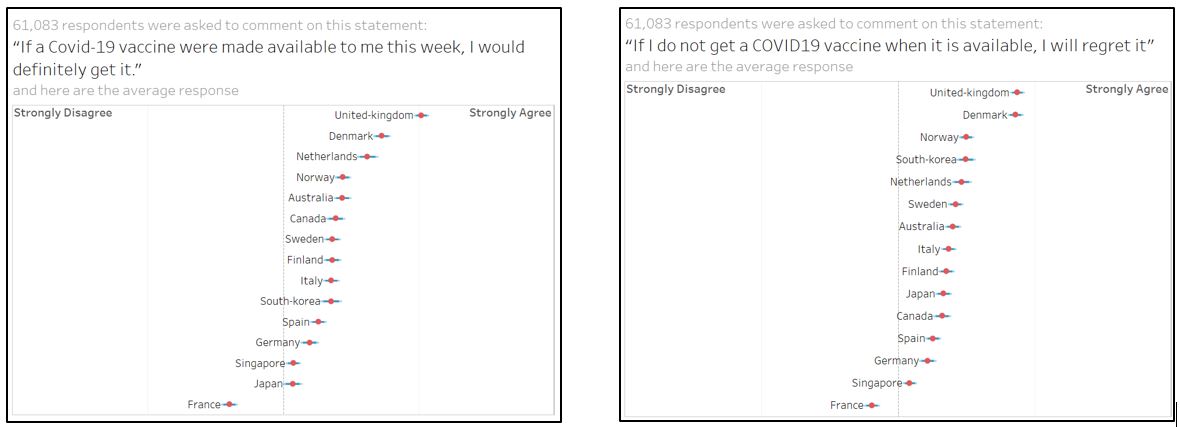 61,083 respondents were asked to comment on this statement:
“If a Covid-19 vaccine were made available to me this week, I would
definitely get it.”
and here are the average response
Strongly Disagree
Strongly Agree
United-kingdom
Denmark
Netherlands
Norway
Australia
Canada
Sweden
Finland
Italy
South-korea
Spain
Germany
Singapore
Japan
France
61,083 respondents were asked to comment on this statement:
“If I do not get a COVID19 vaccine when it is available, I will regret it”
and here are the average response
Strongly Disagree
Strongly Agree
United-kingdom
Denmark
Norway
South-korea
Netherlands
Sweden
Australia
Italy
Finland
Japan
Canada
Spain
Germany
Singapore
France